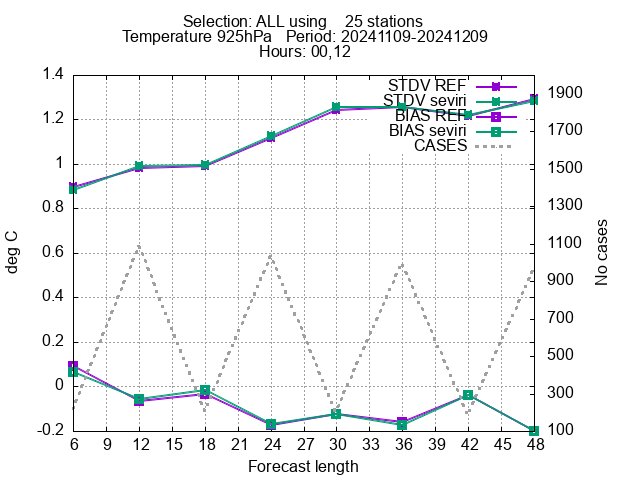 Selection: ALL using    25 stations
Temperature 925hPa   Period: 20241109-20241209
Hours: 00,12
STDV REF
STDV seviri
BIAS REF
BIAS seviri
CASES
1.4
1.2
1
0.8
0.6
0.4
0.2
0
-0.2
deg C
1900
1700
1500
1300
1100
900
700
500
300
100
No cases
6 9 12 15 18 21 24 27 30 33 36 39 42 45 48
Forecast length